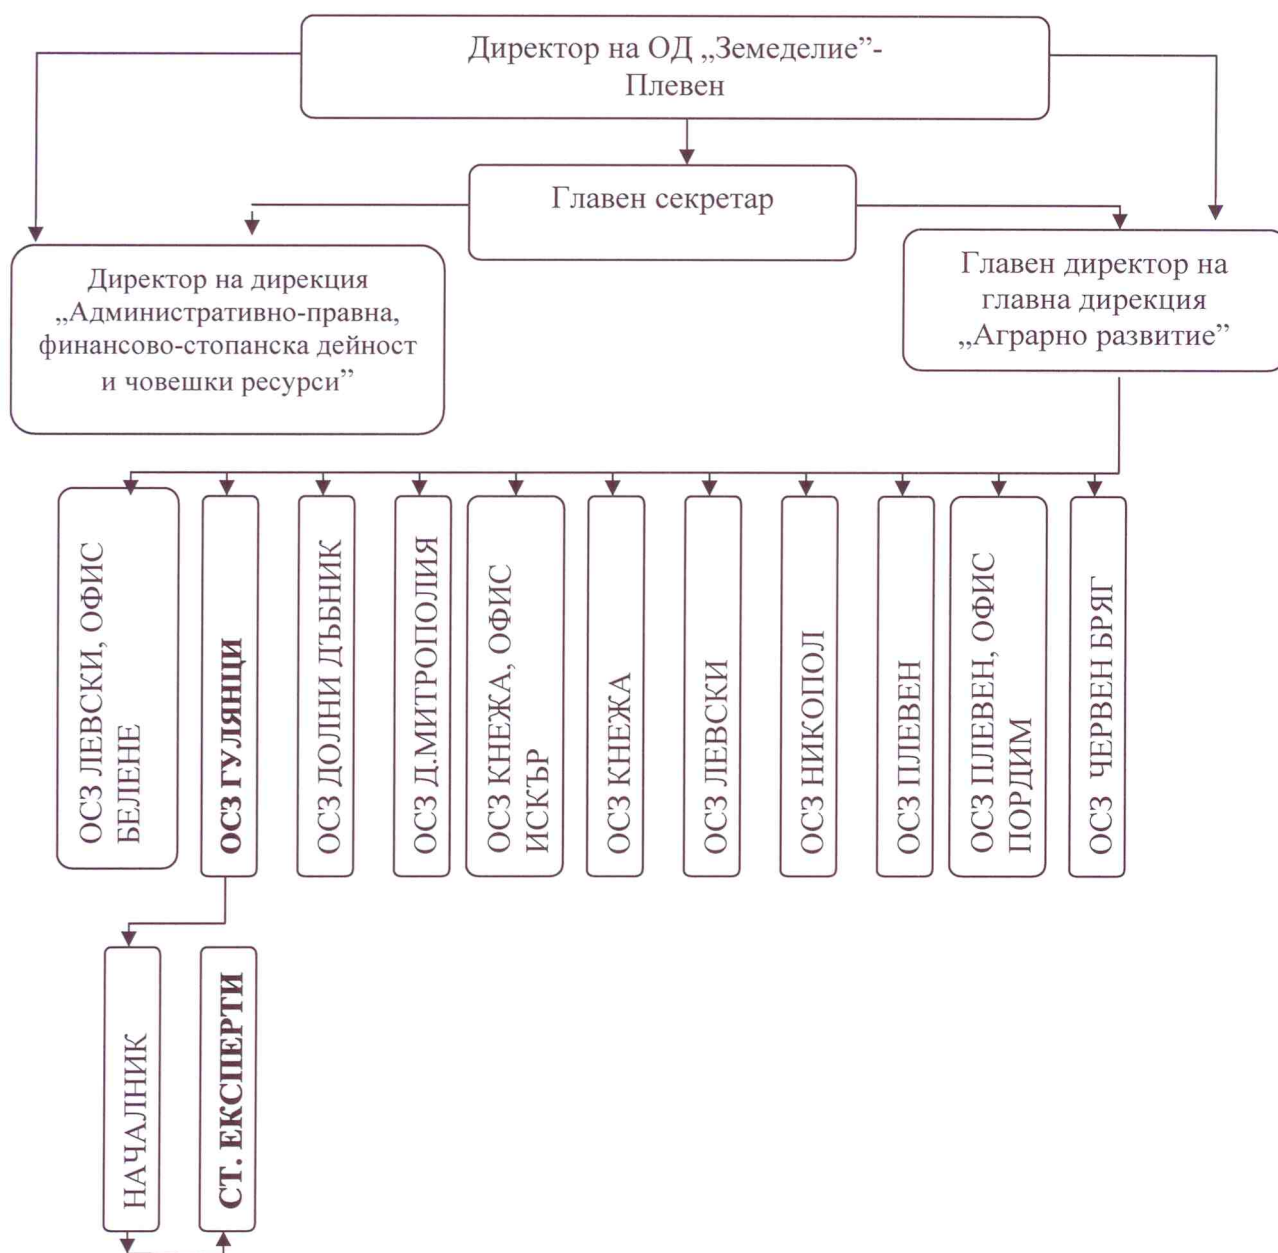 Директор на ОД „Земеделие”-
Плевен
Главен секретар
Директор на дирекция
„Административно-правна,
финансово-стопанска дейност
и човешки ресурси”
Главен директор на
главна дирекция
„Аграрно развитие”
ОСЗ ЛЕВСКИ, ОФИС
БЕЛЕНЕ
ОСЗ ГУЛЯНЦИ
ОСЗ ДОЛНИ ДЪБНИК
ОСЗ Д.МИТРОПОЛИЯ
ОСЗ КНЕЖА, ОФИС
ИСКЪР
ОСЗ КНЕЖА
ОСЗ ЛЕВСКИ
ОСЗ НИКОПОЛ
ОСЗ ПЛЕВЕН
ОСЗ ПЛЕВЕН, ОФИС
ПОРДИМ
ОСЗ ЧЕРВЕН БРЯГ
НАЧАЛНИК
СТ. ЕКСПЕРТИ